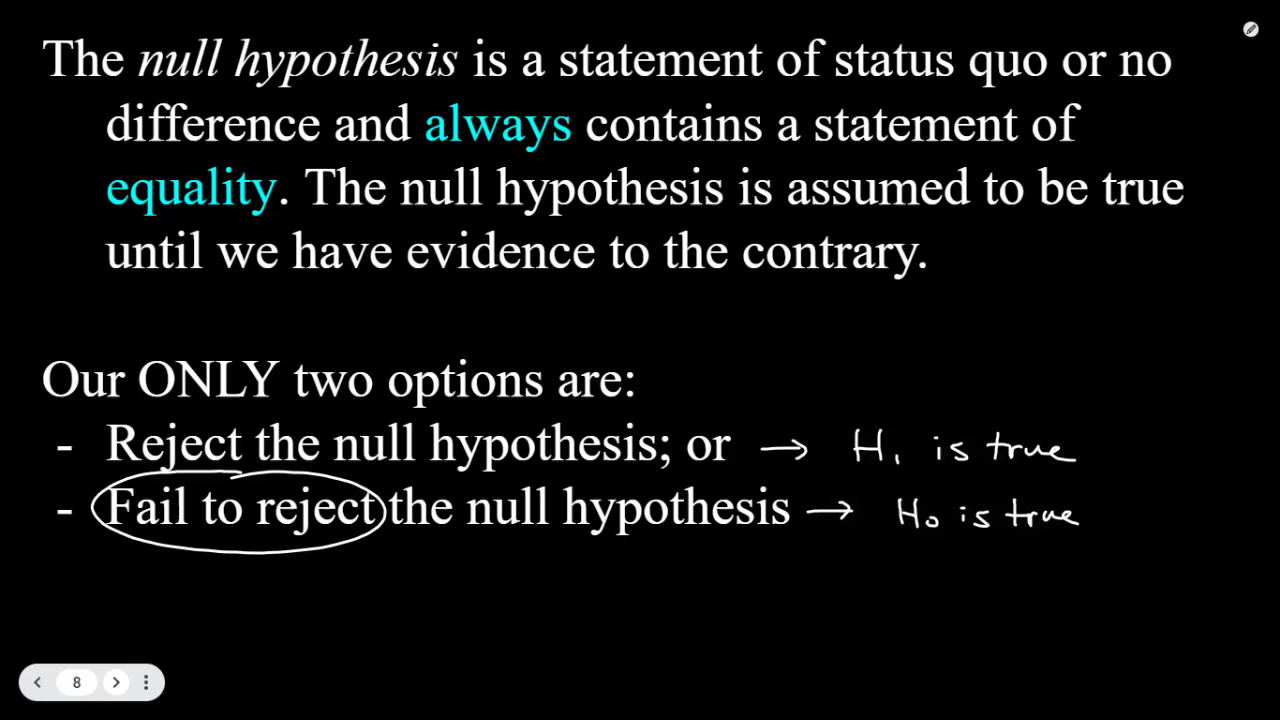 The null hypothesis is a statement of status quo or no
difference and always contains a statement of
equality. The null hypothesis is assumed to be true
until we have evidence to the contrary.
Our ONLY two options are:
- Reject the null hypothesis; or → H₁ is true
- Fail to reject the null hypothesis → H₀ is true
8